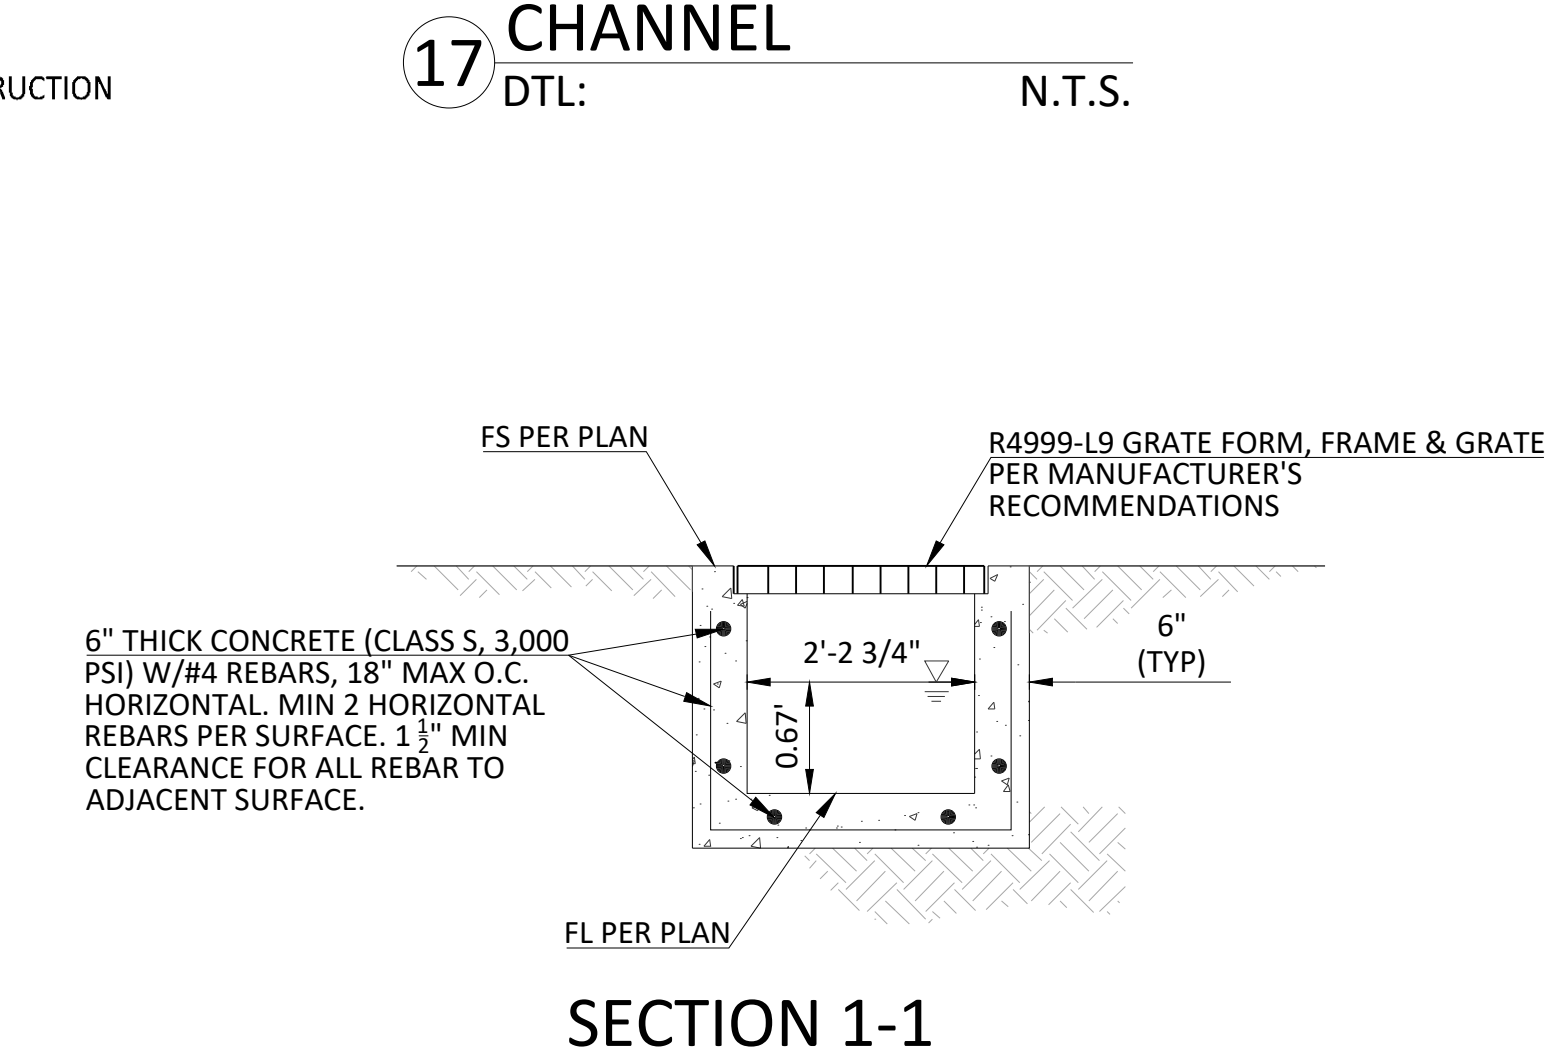 CHANNEL
17
DTL:
N.T.S.
RUCTION
FS PER PLAN
R4999-L9 GRATE FORM, FRAME & GRATE
PER MANUFACTURER'S
RECOMMENDATIONS
6" THICK CONCRETE (CLASS S, 3,000
PSI) W/#4 REBARS, 18" MAX O.C.
HORIZONTAL. MIN 2 HORIZONTAL
REBARS PER SURFACE. 1 1/2" MIN
CLEARANCE FOR ALL REBAR TO
ADJACENT SURFACE.
2'-2 3/4"
0.67'
6"
(TYP)
FL PER PLAN
SECTION 1-1